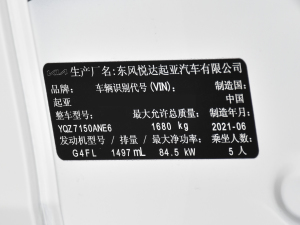 KIA 生产厂名:东风悦达起亚汽车有限公司
品牌: 车辆识别代号(VIN): 制造国:
起亚 中国
整车型号: 最大允许总质量: 制造年月:
YQZ7150ANE6 1680 kg 2021-06
发动机型号 / 排量 / 最大净功率: 乘坐人数:
G4FL 1497 mL 84.5 kW 5 人